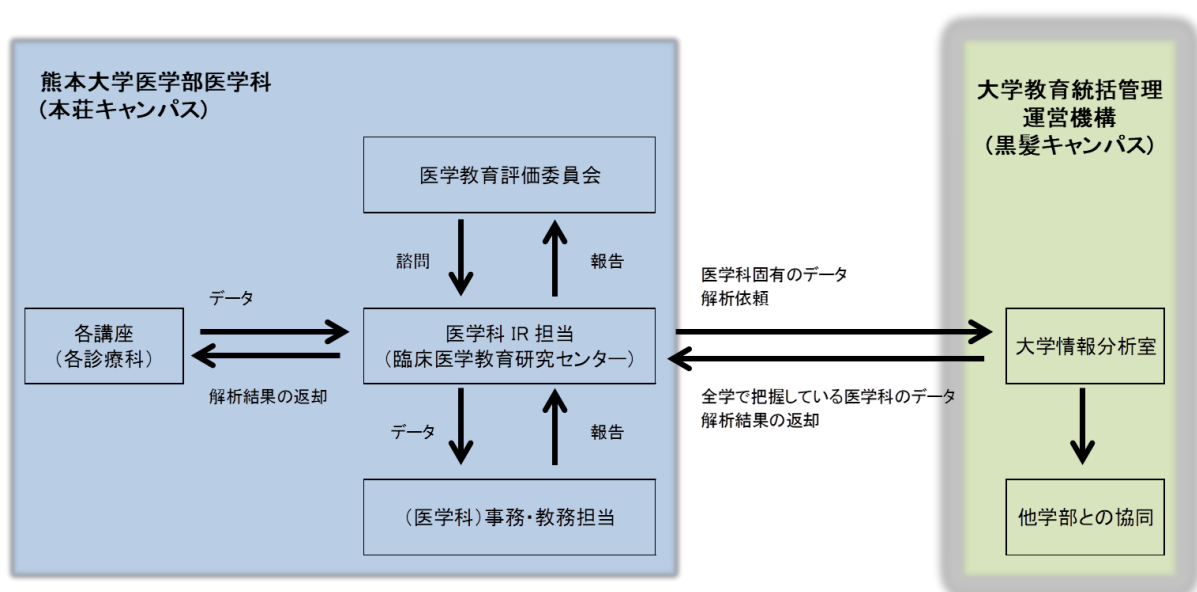 熊本大学医学部医学科
(本荘キャンパス)
大学教育統括管理
運営機構
(黒髪キャンパス)
医学教育評価委員会
諮問
報告
医学科固有のデータ
解析依頼
データ
各講座
(各診療科)
医学科 IR 担当
(臨床医学教育研究センター)
大学情報分析室
解析結果の返却
全学で把握している医学科のデータ
解析結果の返却
データ
報告
(医学科)事務・教務担当
他学部との協同